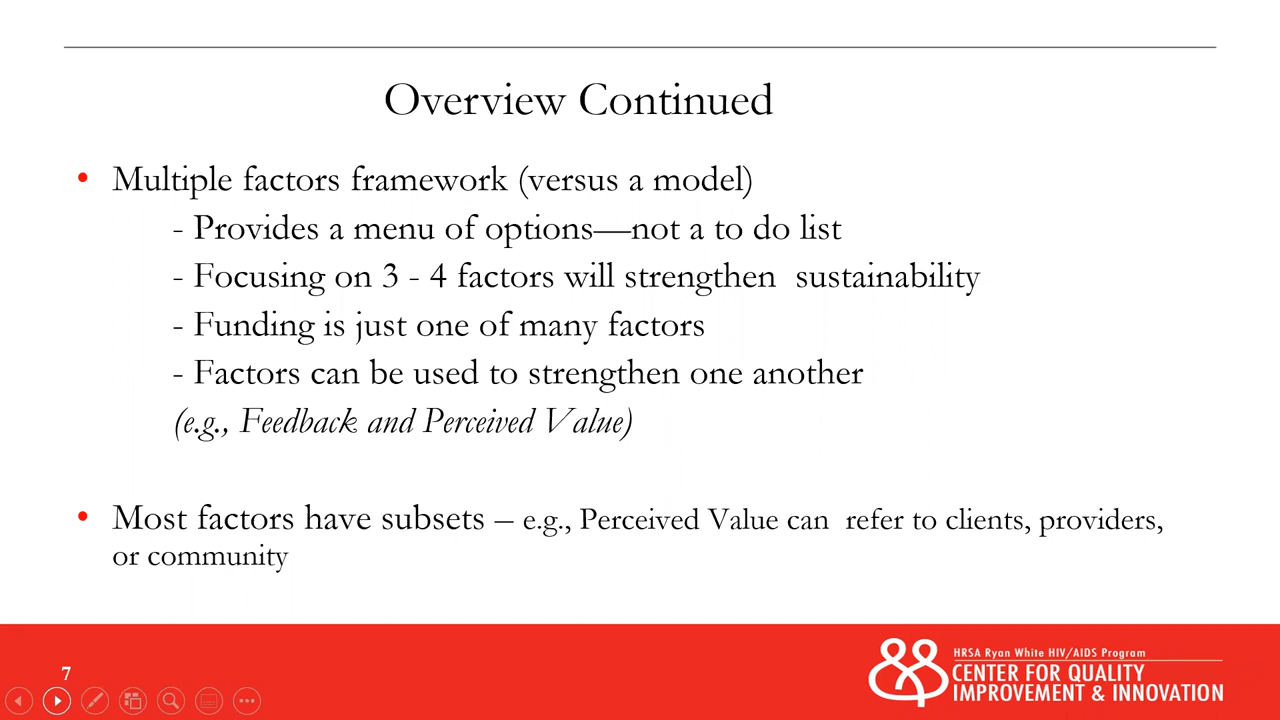 Overview Continued
• Multiple factors framework (versus a model)
- Provides a menu of options—not a to do list
- Focusing on 3 - 4 factors will strengthen  sustainability
- Funding is just one of many factors
- Factors can be used to strengthen one another
(e.g., Feedback and Perceived Value)
• Most factors have subsets – e.g., Perceived Value can  refer to clients, providers,
or community
7
HRSA Ryan White HIV/AIDS Program
CENTER FOR QUALITY
IMPROVEMENT & INNOVATION